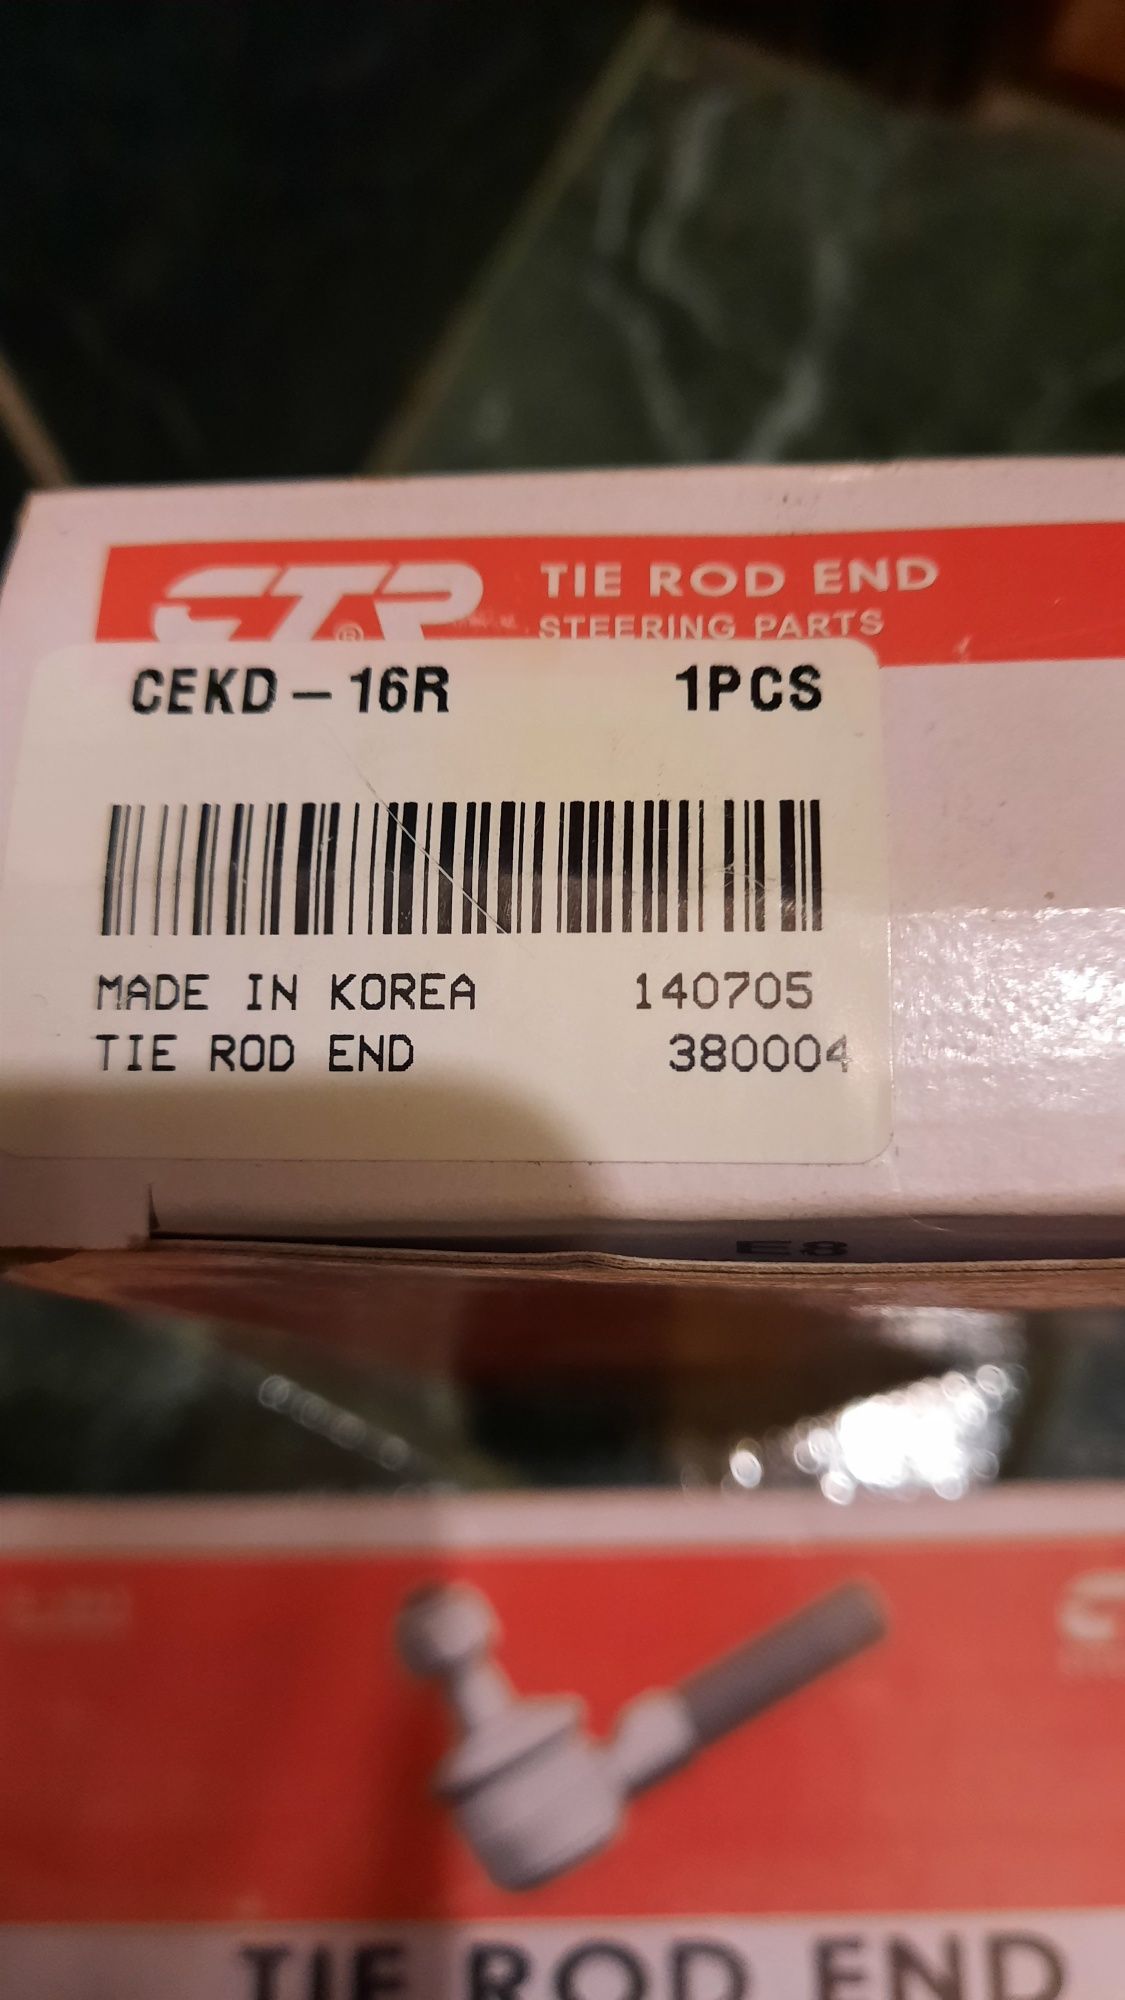 CTR® TIE ROD END
STEERING PARTS
CEKD-16R 1PCS
MADE IN KOREA 140705
TIE ROD END 380004
E8
TIE ROD END